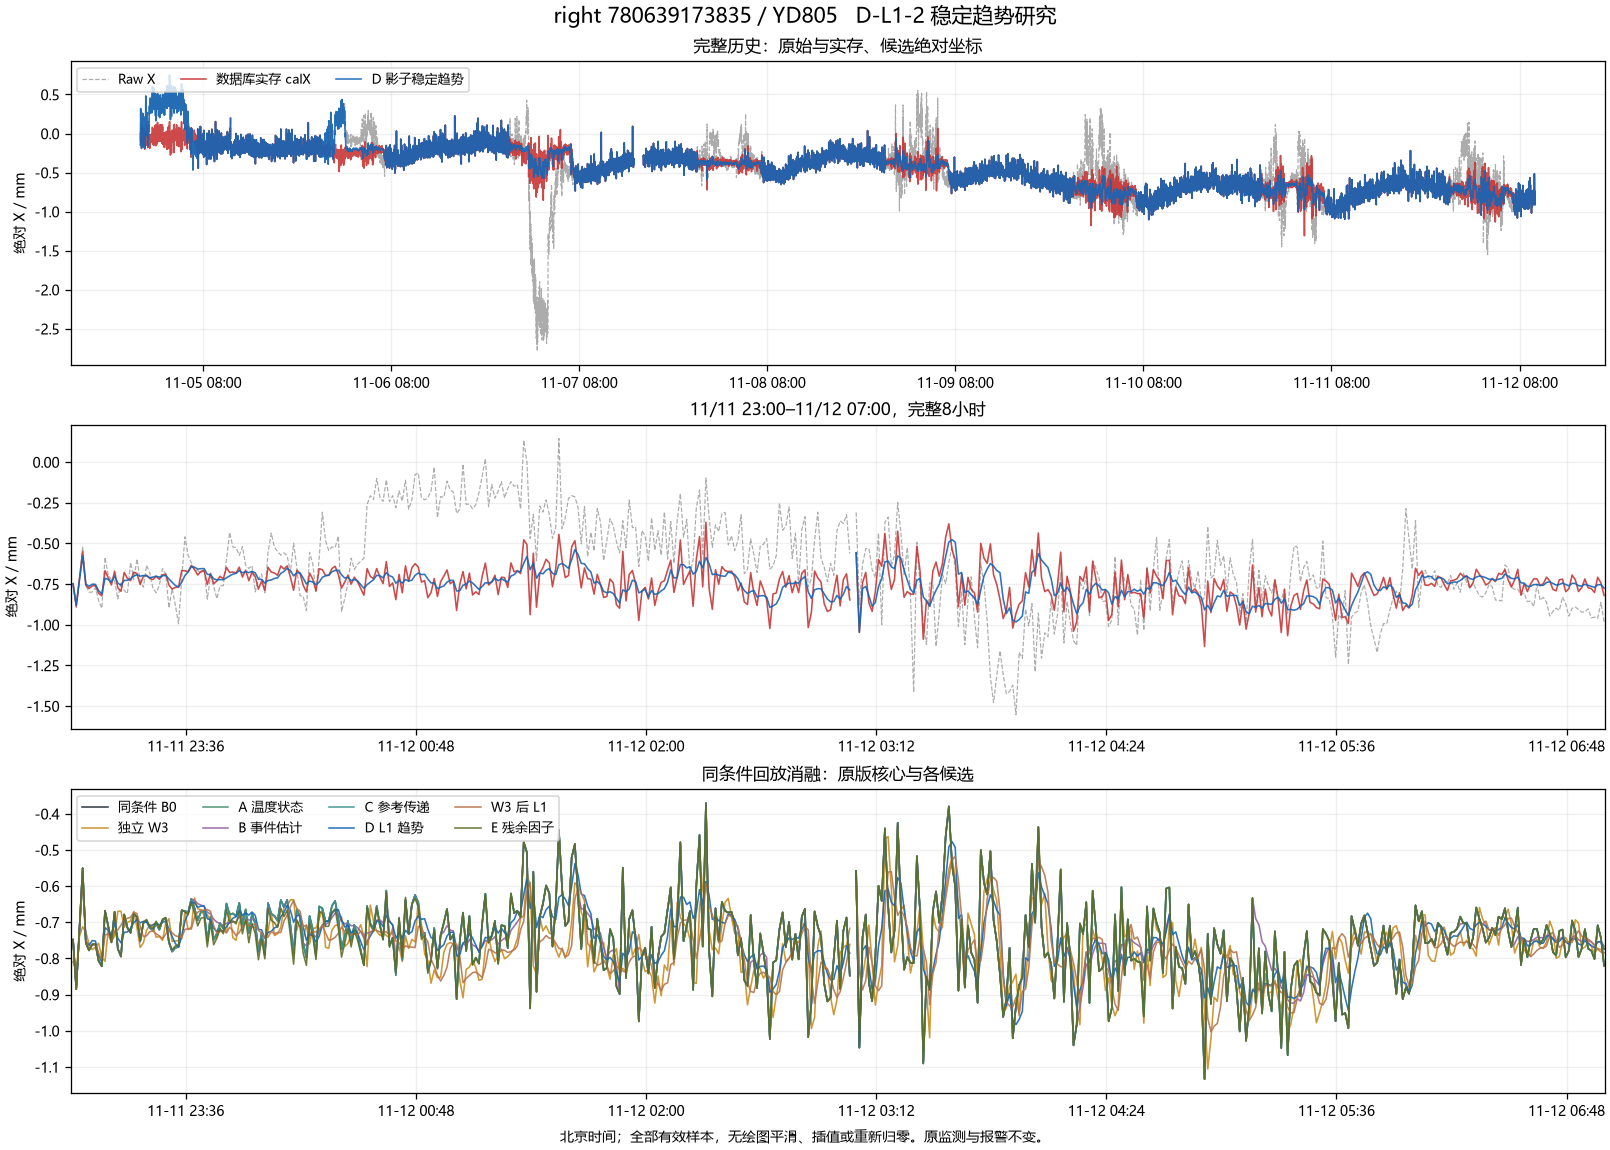 right 780639173835 / YD805   D-L1-2 稳定趋势研究
完整历史：原始与实存、候选绝对坐标
Raw X
数据库实存 calX
D 影子稳定趋势
绝对 X / mm
0.5
0.0
-0.5
-1.0
-1.5
-2.0
-2.5
11-05 08:00
11-06 08:00
11-07 08:00
11-08 08:00
11-09 08:00
11-10 08:00
11-11 08:00
11-12 08:00
11/11 23:00–11/12 07:00，完整8小时
绝对 X / mm
0.00
-0.25
-0.50
-0.75
-1.00
-1.25
-1.50
11-11 23:36
11-12 00:48
11-12 02:00
11-12 03:12
11-12 04:24
11-12 05:36
11-12 06:48
同条件回放消融：原版核心与各候选
同条件 B0
A 温度状态
C 参考传递
W3 后 L1
独立 W3
B 事件估计
D L1 趋势
E 残余因子
绝对 X / mm
-0.4
-0.5
-0.6
-0.7
-0.8
-0.9
-1.0
-1.1
11-11 23:36
11-12 00:48
11-12 02:00
11-12 03:12
11-12 04:24
11-12 05:36
11-12 06:48
北京时间；全部有效样本，无绘图平滑、插值或重新归零。原监测与报警不变。